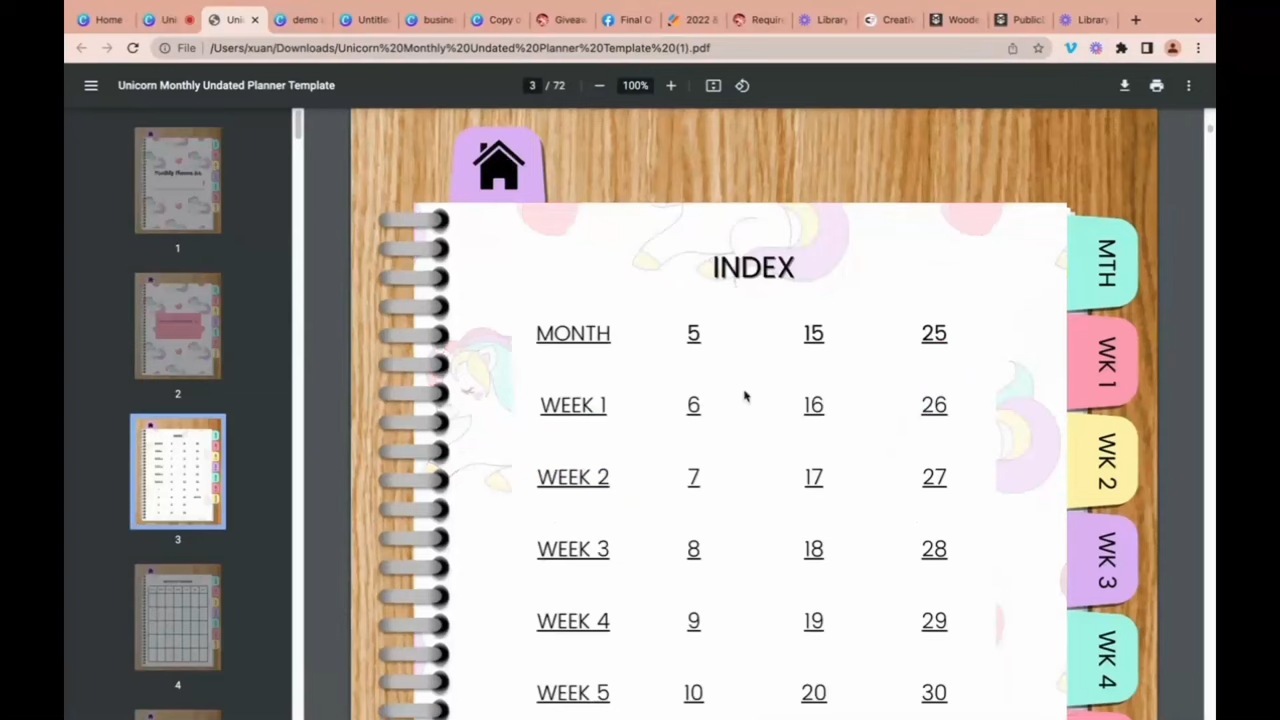 Home Uni Uni demo Untitle busine Copy o Giveaw Final Q 2022 & Requir Library Creativ Woode Public Library
File /Users/xuan/Downloads/Unicorn%20Monthly%20Undated%20Planner%20Template%20(1).pdf
Unicorn Monthly Undated Planner Template 3 / 72 100%
1
2
3
4
INDEX
MONTH 5 15 25
WEEK 1 6 16 26
WEEK 2 7 17 27
WEEK 3 8 18 28
WEEK 4 9 19 29
WEEK 5 10 20 30
MTH
WK 1
WK 2
WK 3
WK 4